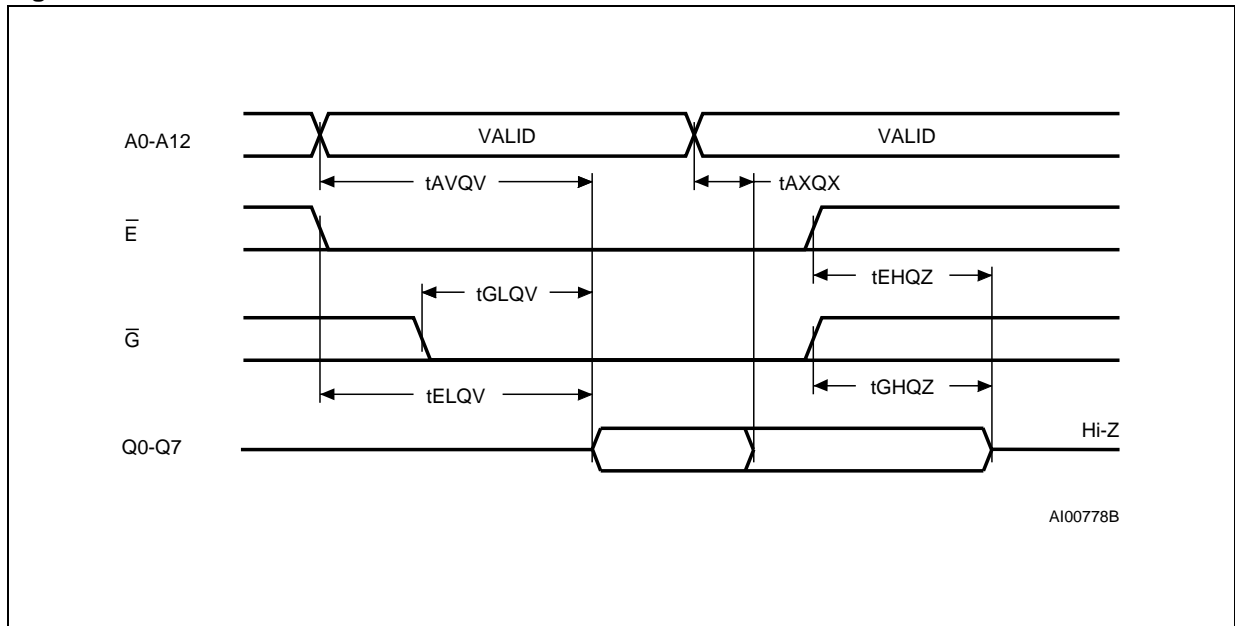 A0-A12
VALID
VALID
tAVQV
tAXQX
E̅
tEHQZ
tGLQV
G̅
tGHQZ
tELQV
Hi-Z
Q0-Q7
AI00778B